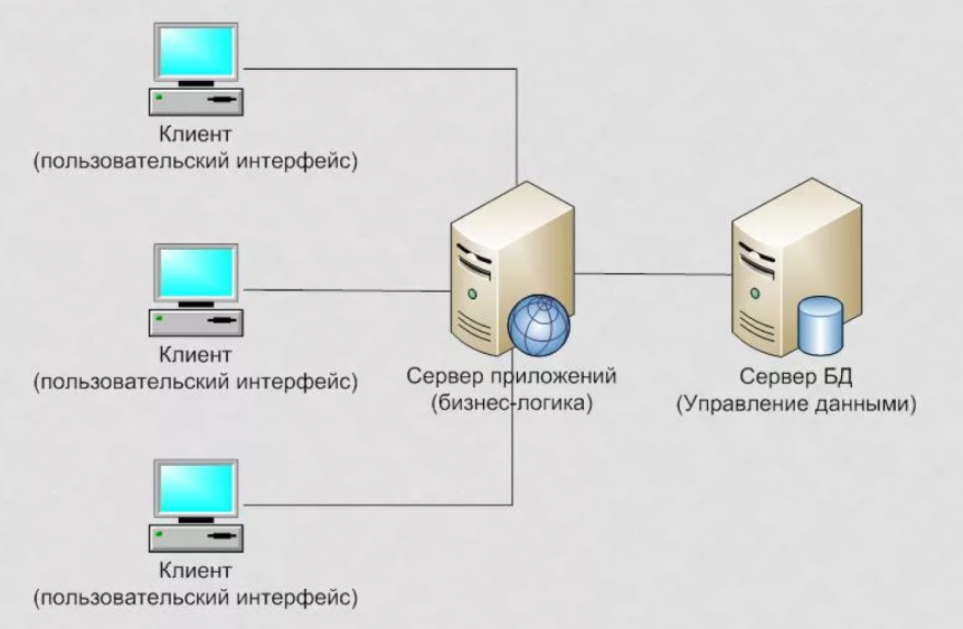 Клиент
(пользовательский интерфейс)
Клиент
(пользовательский интерфейс)
Сервер приложений
(бизнес-логика)
Сервер БД
(Управление данными)
Клиент
(пользовательский интерфейс)